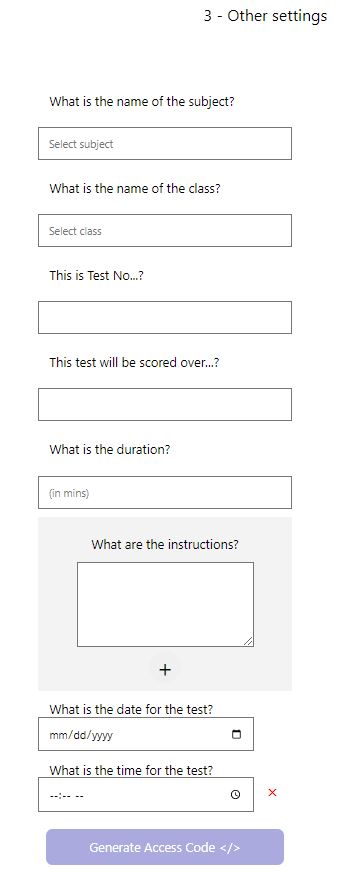 3 - Other settings
What is the name of the subject?
Select subject
What is the name of the class?
Select class
This is Test No...?
This test will be scored over...?
What is the duration?
(in mins)
What are the instructions?
+
What is the date for the test?
mm/dd/yyyy
What is the time for the test?
--:-- --
Generate Access Code </>